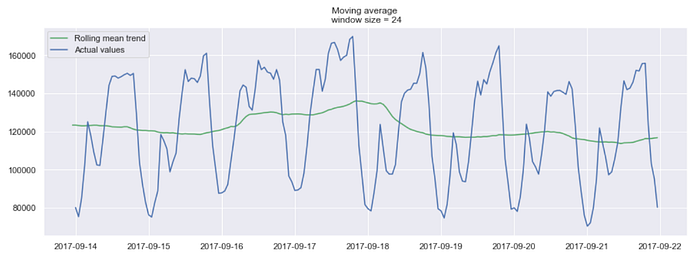 Moving average
window size = 24
Rolling mean trend
Actual values
160000
140000
120000
100000
80000
2017-09-14 2017-09-15 2017-09-16 2017-09-17 2017-09-18 2017-09-19 2017-09-20 2017-09-21 2017-09-22